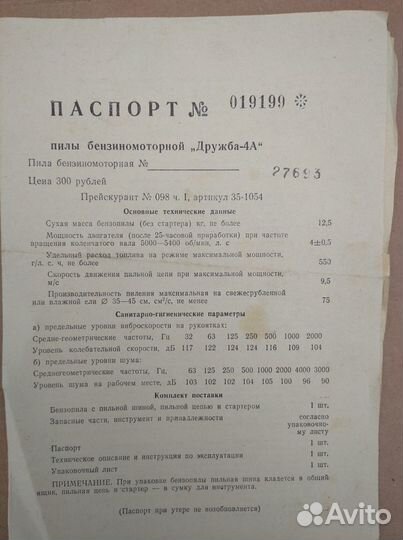 ПАСПОРТ № 019199 ※
пилы бензиномоторной „Дружба-4А“
Пила бензиномоторная № 27693
Цена 300 рублей
Прейскурант № 098 ч. I, артикул 35-1054
Основные технические данные
Сухая масса бензопилы (без стартера) кг, не более 12,5
Мощность двигателя (после 25-часовой приработки) при частоте
вращения коленчатого вала 5000—5400 об/мин, л. с 4±0,5
Удельный расход топлива на режиме максимальной мощности,
г/л. с. ч, не более 550
Скорость движения пильной цепи при максимальной мощности,
м/с 9,5
Производительность пиления максимальная на свежесрубленной
или влажной ели ∅ 35—45 см, см²/с, не менее 75
Санитарно-гигиенические параметры
а) предельные уровни виброскорости на рукоятках:
Средне-геометрические частоты, Гц 32 63 125 250 500 1000 2000
Уровень колебательной скорости, дБ 117 122 124 124 116 109 104
б) предельные уровни шума:
Среднегеометрические частоты, Гц, 63 125 250 500 1000 2000 4000 3000
Уровень шума на рабочем месте, дБ 103 102 102 104 105 100 96 90
Комплект поставки
Бензопила с пильной шиной, пильной цепью и стартером 1 шт.
Запасные части, инструмент и принадлежности согласно
упаковочно-
му листу
Паспорт 1 шт.
Техническое описание и инструкция по эксплуатации 1 шт.
Упаковочный лист 1 шт.
ПРИМЕЧАНИЕ. При упаковке бензопилы пильная шина кладется в общий
ящик, пильная цепь и стартер — в сумку для инструмента.
(Паспорт при утере не возобновляется)
Avito